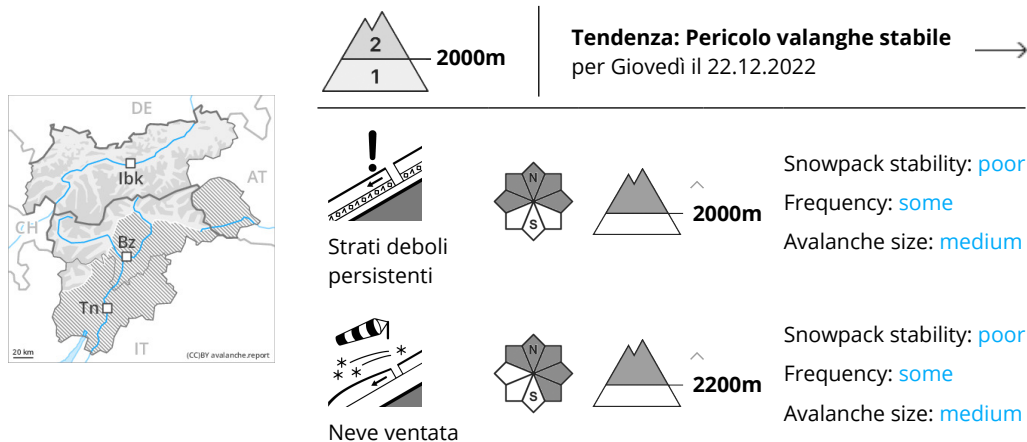 2
1
2000m
Tendenza: Pericolo valanghe stabile
per Giovedì il 22.12.2022
DE
Ibk
AT
CH
Bz
Tn
IT
20 km
(CC)BY avalanche.report
Strati deboli
persistenti
N
S
2000m
Snowpack stability: poor
Frequency: some
Avalanche size: medium
Neve ventata
N
S
2200m
Snowpack stability: poor
Frequency: some
Avalanche size: medium